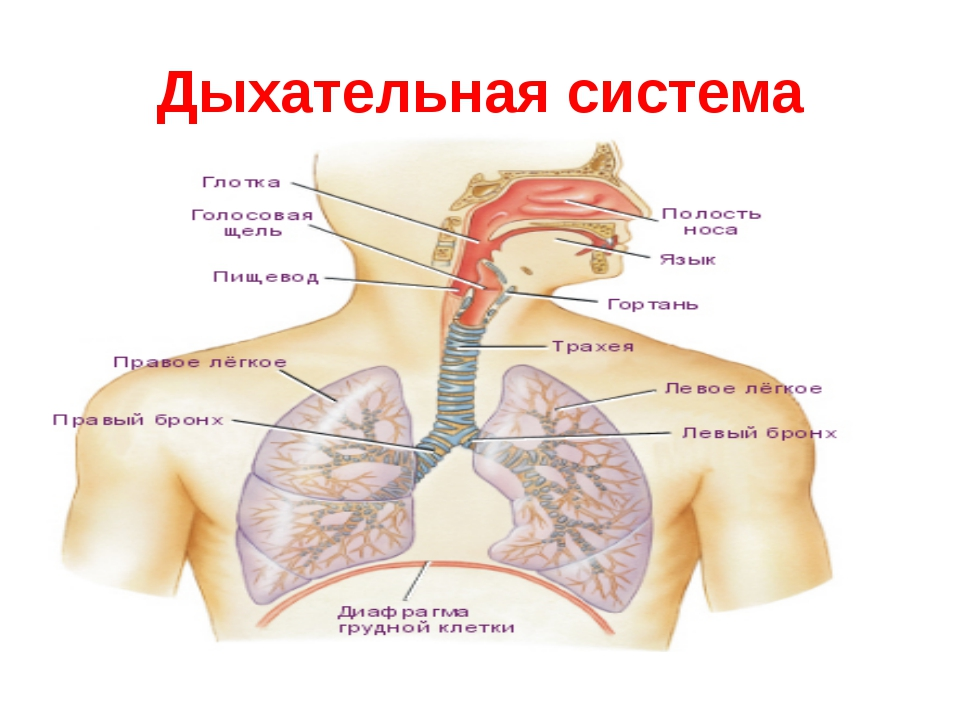 Дыхательная система
Глотка
Голосовая
щель
Пищевод
Полость
носа
Язык
Гортань
Трахея
Правое лёгкое
Левое лёгкое
Правый бронх
Левый бронх
Диафрагма
грудной клетки